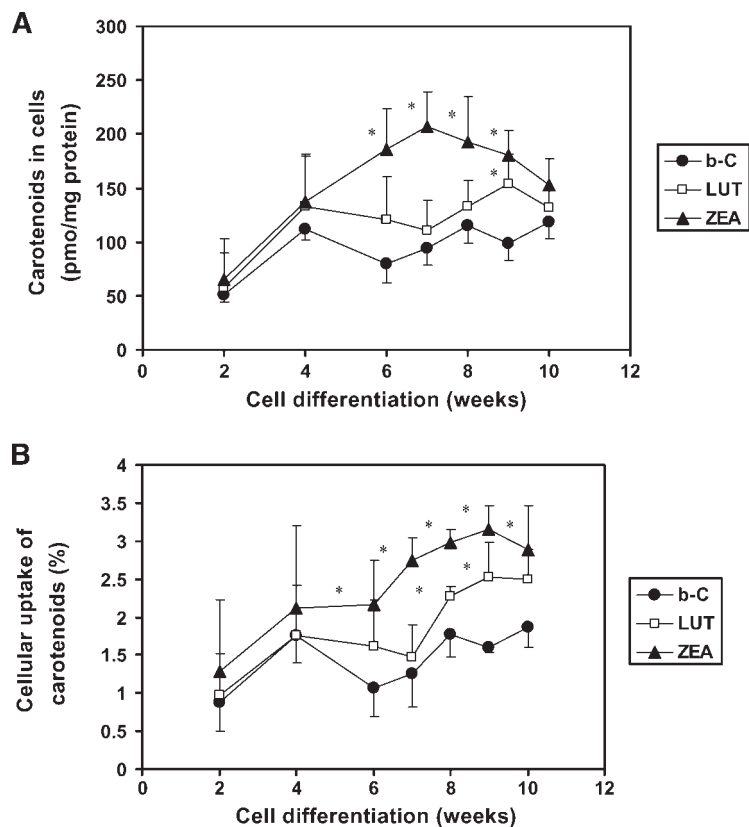 A
300
250
200
150
100
50
0
Carotenoids in cells
(pmo/mg protein)
* * * *
*
b-C
LUT
ZEA
0 2 4 6 8 10 12
Cell differentiation (weeks)
B
4
3.5
3
2.5
2
1.5
1
0.5
0
Cellular uptake of
carotenoids (%)
* * * * *
* *
b-C
LUT
ZEA
0 2 4 6 8 10 12
Cell differentiation (weeks)